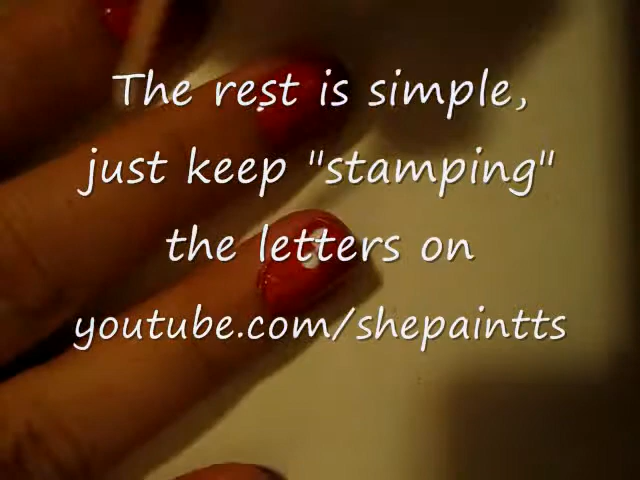 The rest is simple,
just keep "stamping"
the letters on
youtube.com/shepaintts